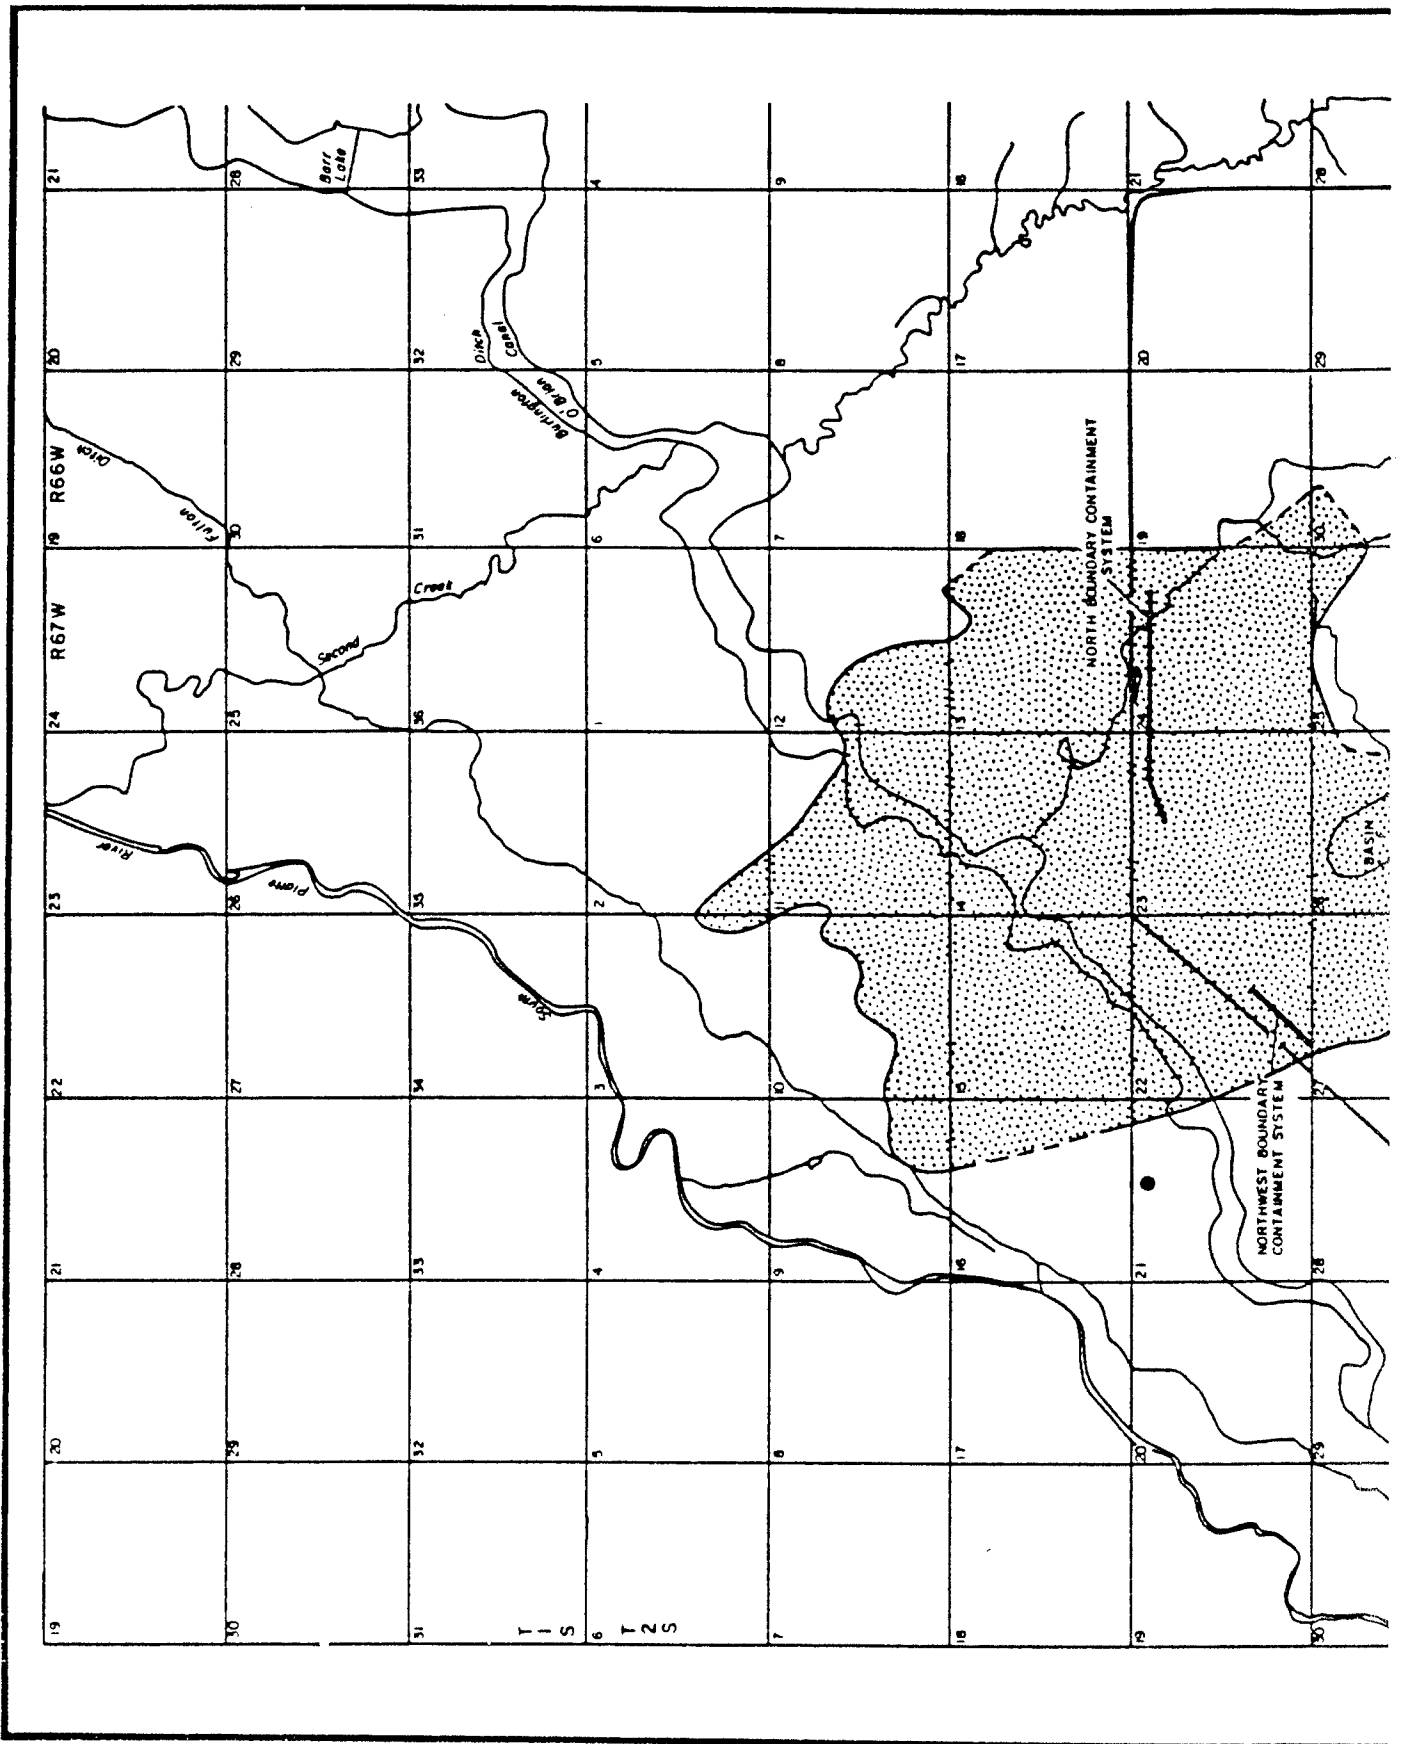 19 20 21 22 23 24 R67W 19 R66W 20 21
River
Ditch
Fulton
30 29 28 27 26 25 30 29 28
Platte
Second
Barr
Lake
31 32 33 34 35 36 31 32 33
Creek
Ditch
Canal
Burlington
O'Brian
South
T 1 S
6 5 4 3 2 1 6 5 4
T 2 S
7 8 9 10 11 12 7 8 9
18 17 16 15 14 13 18 17 16
NORTH BOUNDARY CONTAINMENT
SYSTEM
19 20 21 22 23 24 19 20 21
NORTHWEST BOUNDARY
CONTAINMENT SYSTEM
30 29 28 27 26 25 30 29 28
BASIN
F